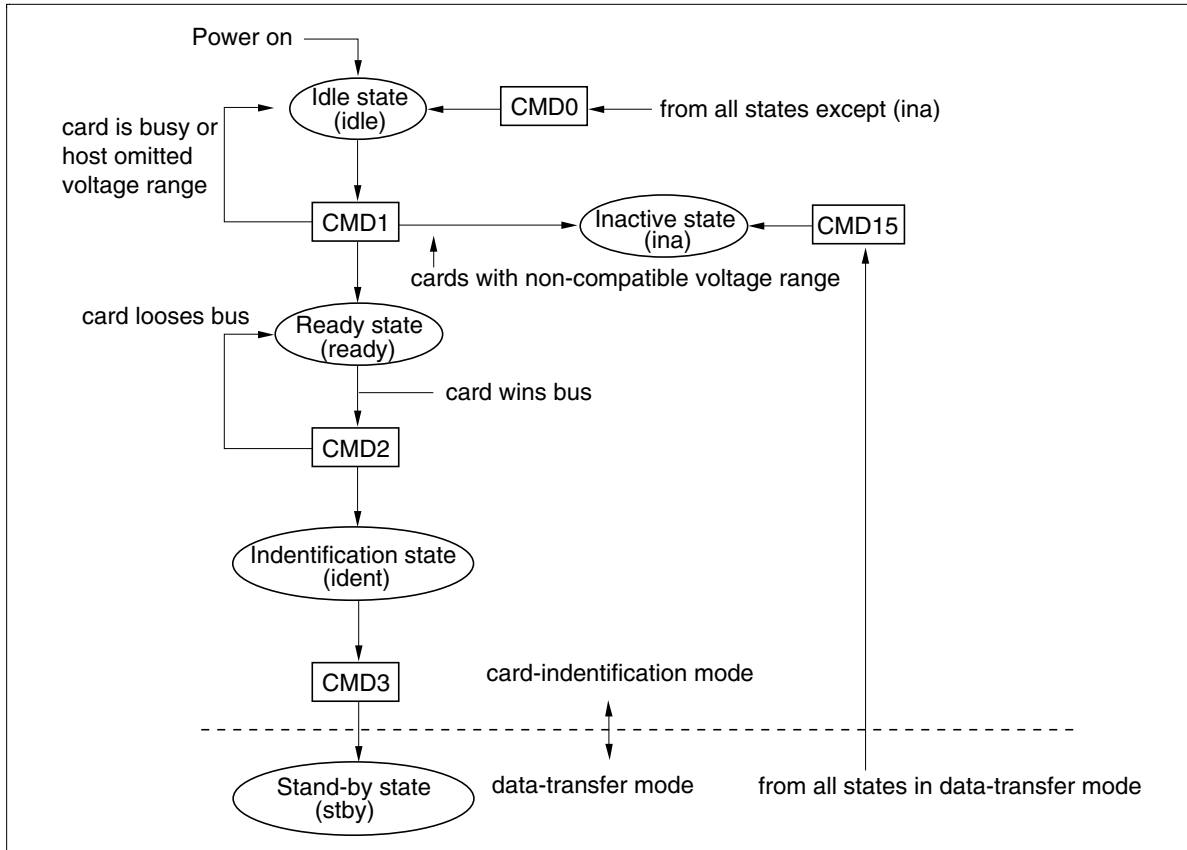 Power on
Idle state
(idle)
CMD0
from all states except (ina)
card is busy or
host omitted
voltage range
CMD1
Inactive state
(ina)
CMD15
cards with non-compatible voltage range
card looses bus
Ready state
(ready)
card wins bus
CMD2
Indentification state
(ident)
CMD3
card-indentification mode
Stand-by state
(stby)
data-transfer mode
from all states in data-transfer mode